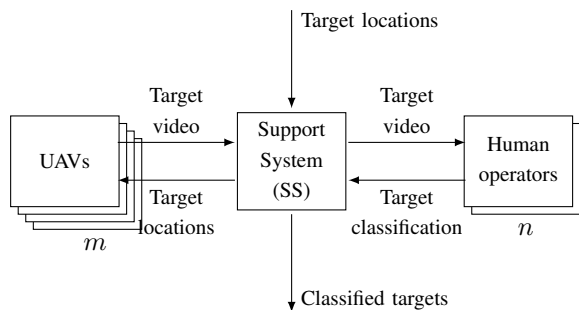 Target locations
Target
video
Target
video
UAVs
Support
System
(SS)
Human
operators
Target
locations
Target
classification
m
n
Classified targets